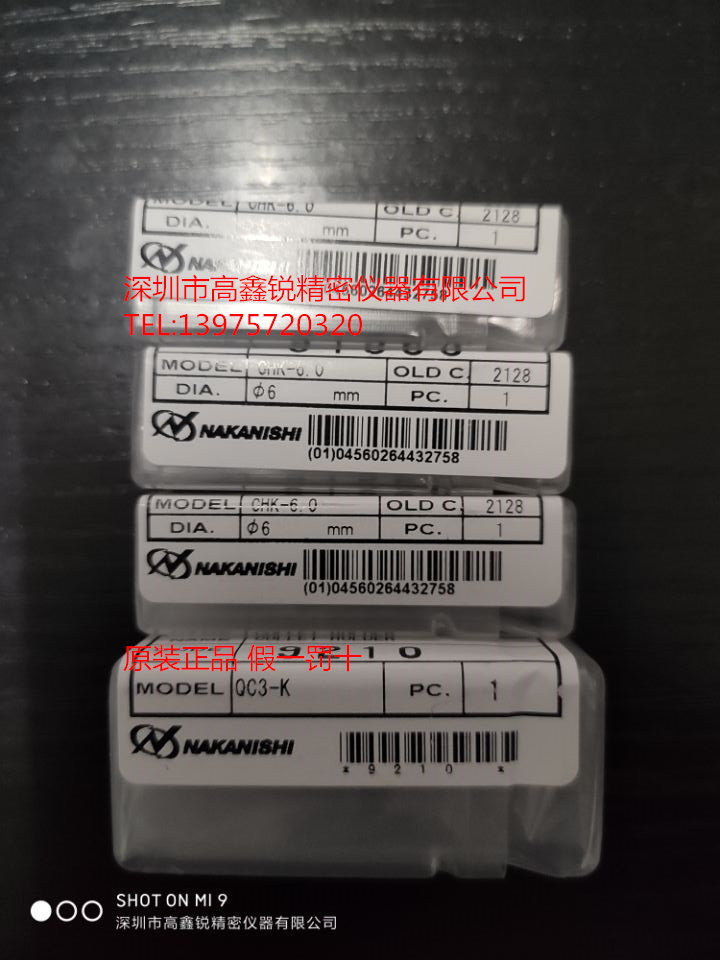 MODEL CHK-6.0 OLD C. 2128
DIA. mm PC. 1
深圳市高鑫锐精密仪器有限公司
TEL:13975720320
MODEL CHK-6.0 OLD C. 2128
DIA. Φ6 mm PC. 1
NAKANISHI
(01)04560264432758
MODEL CHK-6.0 OLD C. 2128
DIA. Φ6 mm PC. 1
NAKANISHI
(01)04560264432758
9210
原装正品 假一罚十
MODEL QC3-K PC. 1
NAKANISHI
*9210*
SHOT ON MI 9
深圳市高鑫锐精密仪器有限公司